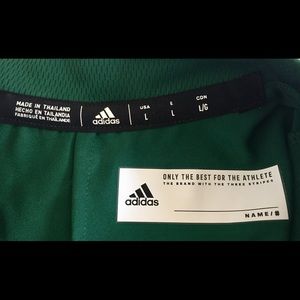 MADE IN THAILAND
HECHO EN TAILANDIA
FABRIQUÉ EN THAÏLANDE
adidas
USA
L
E
L
CDN
L/G
adidas
ONLY THE BEST FOR THE ATHLETE
THE BRAND WITH THE THREE STRIPES
NAME/#